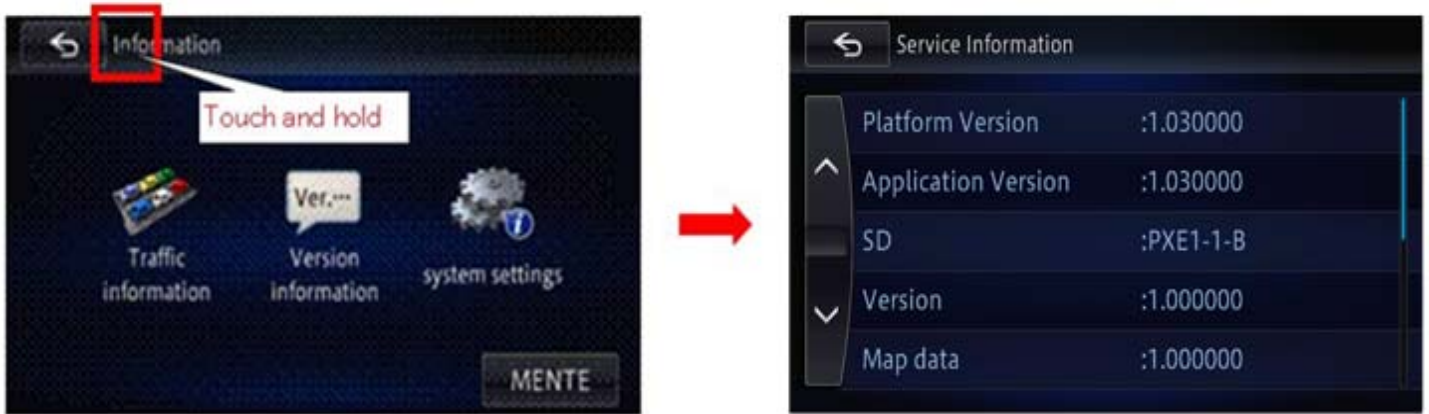 Information
Touch and hold
Ver.…
Traffic
information
Version
information
system settings
MENTE
Service Information
Platform Version :1.030000
Application Version :1.030000
SD :PXE1-1-B
Version :1.000000
Map data :1.000000